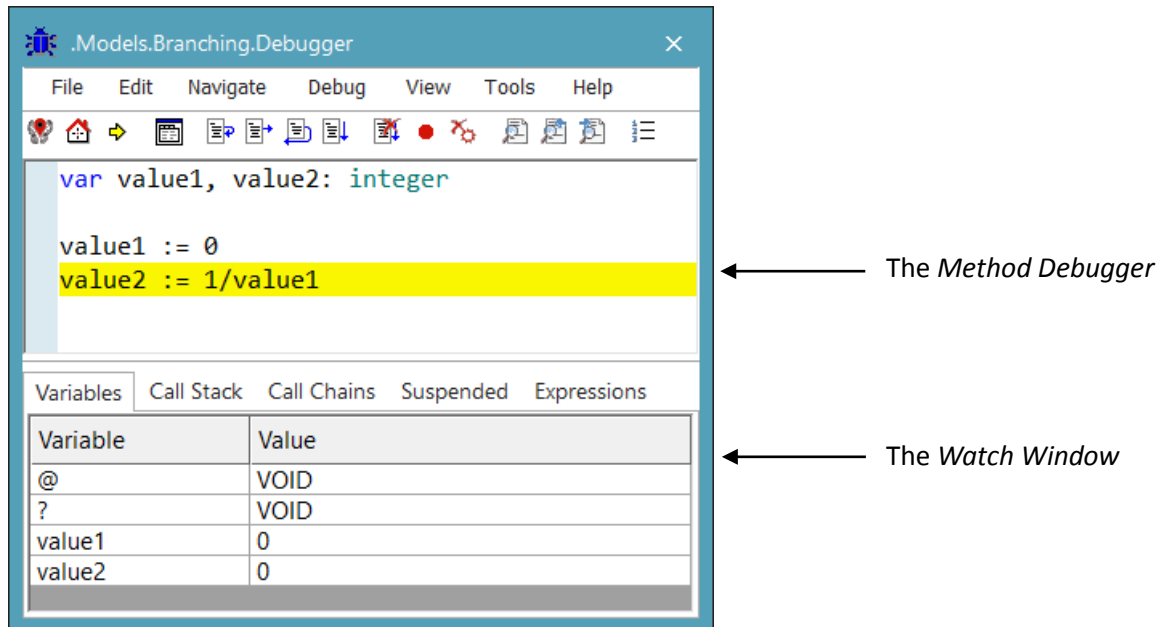 .Models.Branching.Debugger
File Edit Navigate Debug View Tools Help
var value1, value2: integer
value1 := 0
value2 := 1/value1
The Method Debugger
Variables Call Stack Call Chains Suspended Expressions
Variable Value
The Watch Window
@ VOID
? VOID
value1 0
value2 0